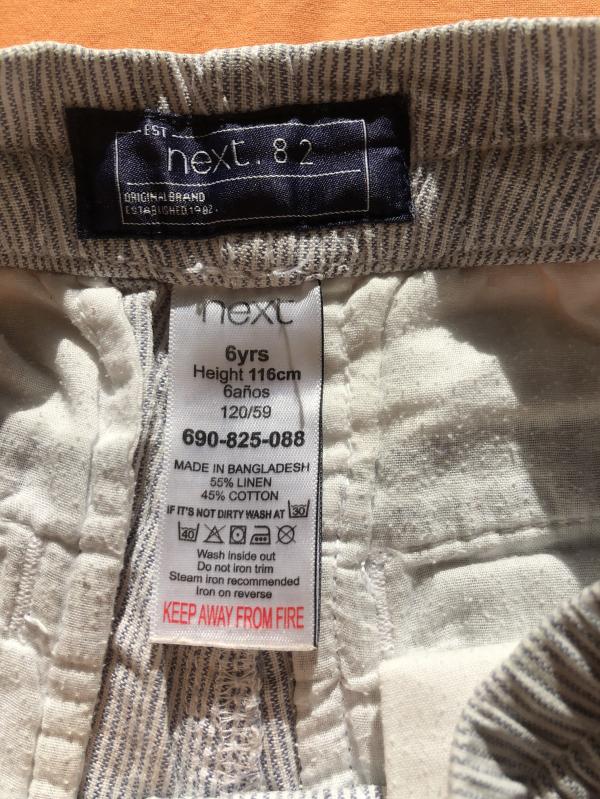 EST
next.82
ORIGINAL BRAND
ESTABLISHED 1982.
next
6yrs
Height 116cm
6años
120/59
690-825-088
MADE IN BANGLADESH
55% LINEN
45% COTTON
IF IT'S NOT DIRTY WASH AT 30
40
Wash inside out
Do not iron trim
Steam iron recommended
Iron on reverse
KEEP AWAY FROM FIRE